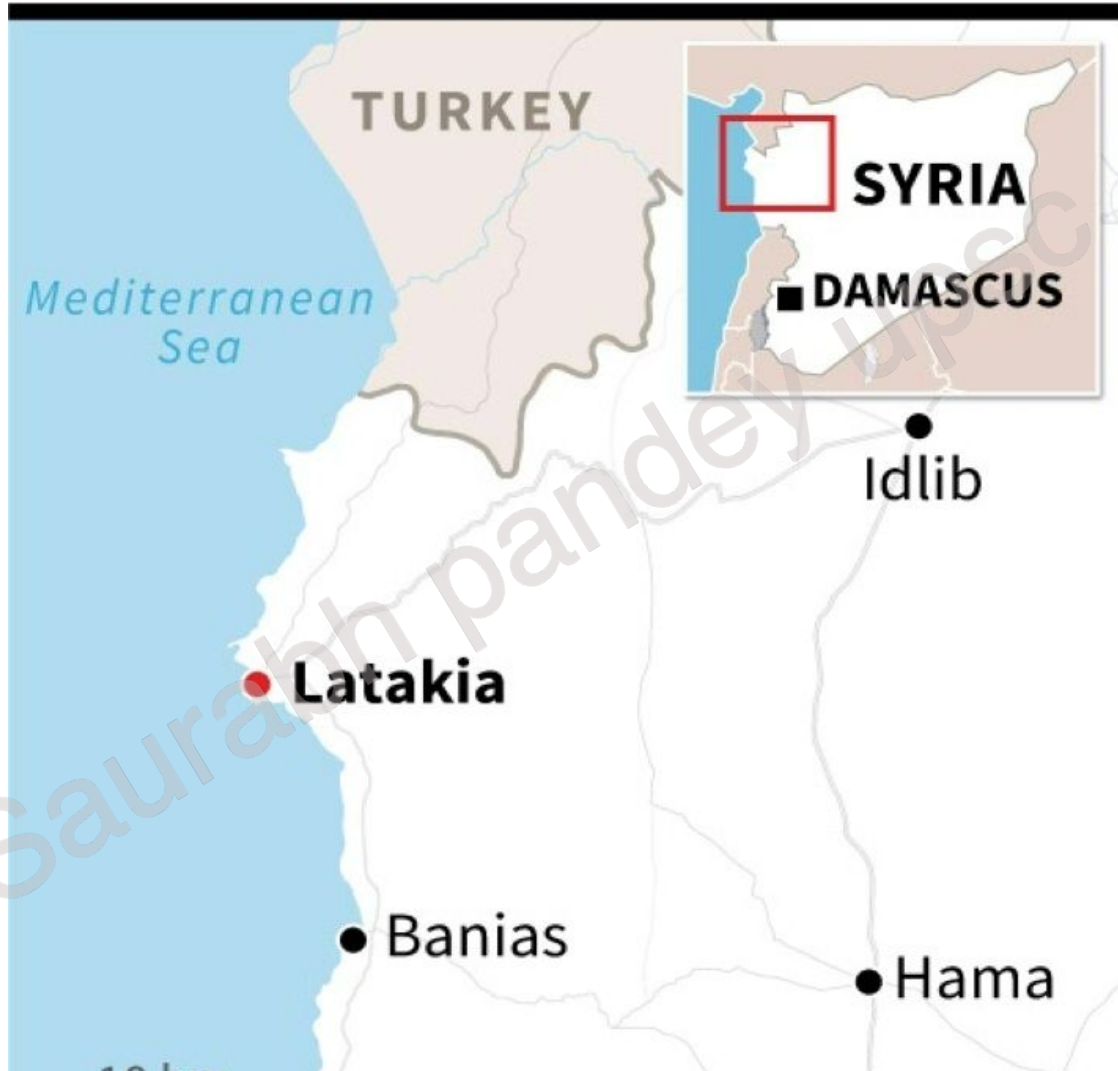 TURKEY
SYRIA
DAMASCUS
Mediterranean
Sea
Idlib
Latakia
Banias
Hama
Saurabh pandey upsc